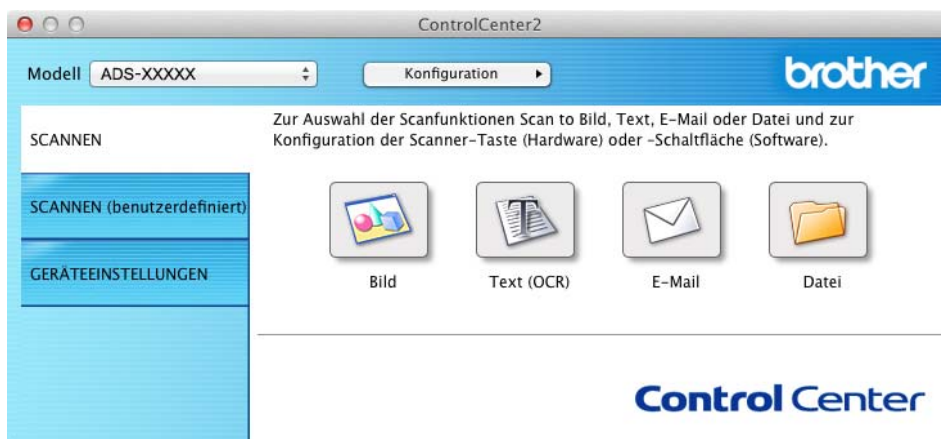 ControlCenter2
Modell ADS-XXXXX Konfiguration brother
SCANNEN
SCANNEN (benutzerdefiniert)
GERÄTEEINSTELLUNGEN
Zur Auswahl der Scanfunktionen Scan to Bild, Text, E-Mail oder Datei und zur
Konfiguration der Scanner-Taste (Hardware) oder -Schaltfläche (Software).
Bild Text (OCR) E-Mail Datei
Control Center